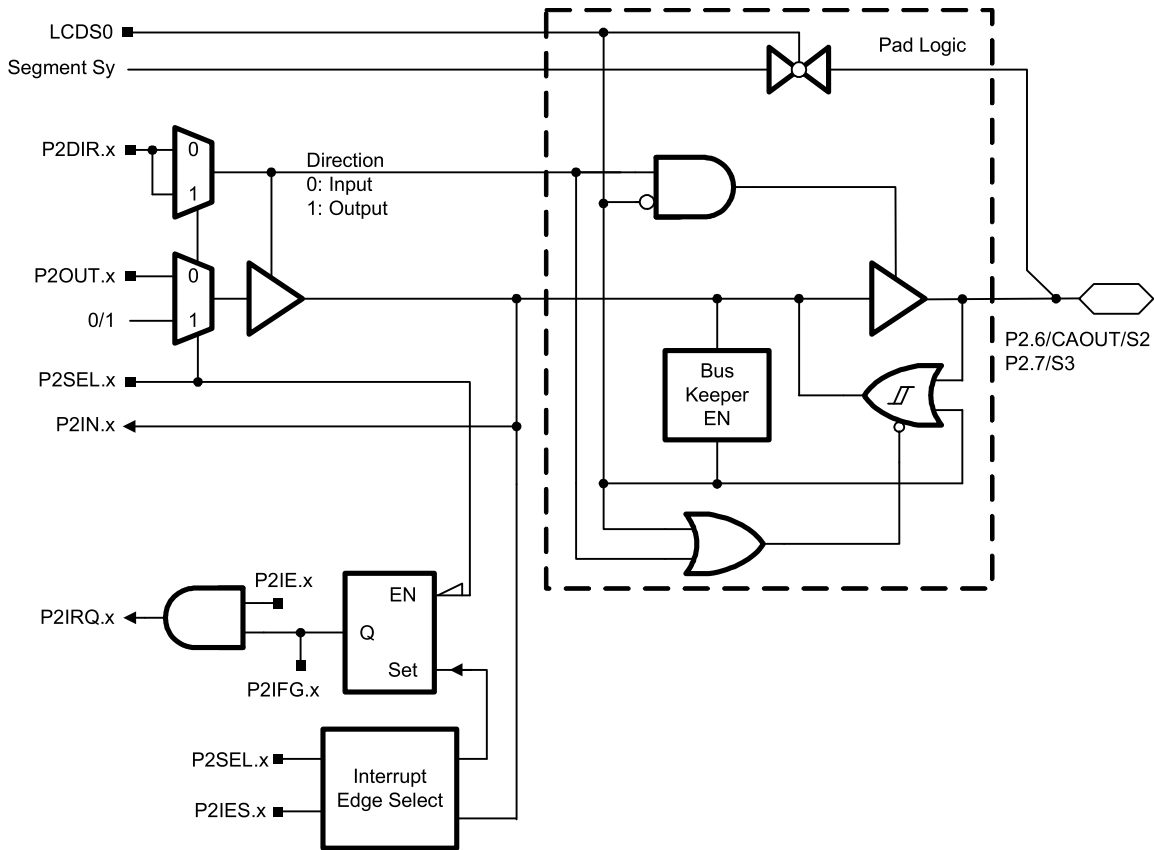 LCDS0
Pad Logic
Segment Sy
P2DIR.x
0
1
Direction
0: Input
1: Output
P2OUT.x
0
0/1
1
P2SEL.x
P2IN.x
Bus
Keeper
EN
P2.6/CAOUT/S2
P2.7/S3
P2IE.x
EN
P2IRQ.x
Q
P2IFG.x
Set
P2SEL.x
Interrupt
Edge Select
P2IES.x